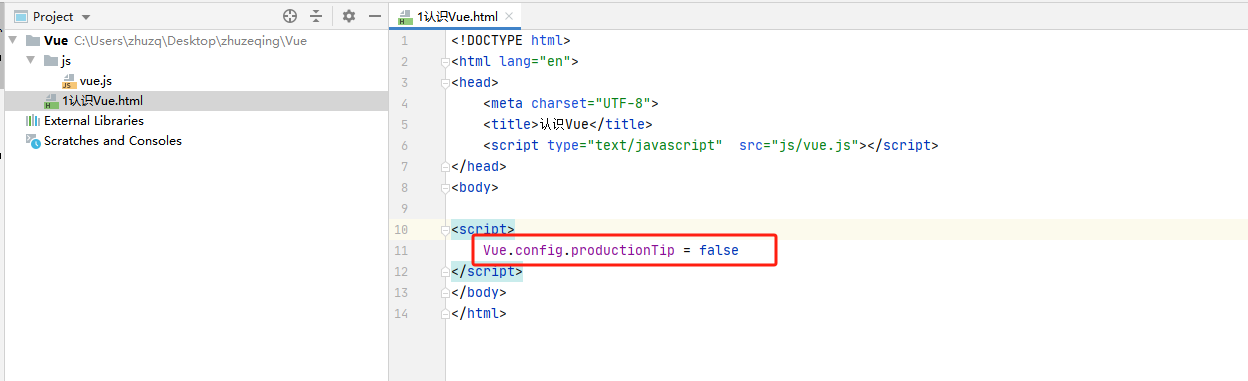 Project
1认识Vue.html
Vue C:\Users\zhuzq\Desktop\zhuzeqing\Vue
js
vue.js
1认识Vue.html
External Libraries
Scratches and Consoles
1 <!DOCTYPE html>
2 <html lang="en">
3 <head>
4 <meta charset="UTF-8">
5 <title>认识Vue</title>
6 <script type="text/javascript"  src="js/vue.js"></script>
7 </head>
8 <body>
9
10 <script>
11 Vue.config.productionTip = false
12 </script>
13 </body>
14 </html>